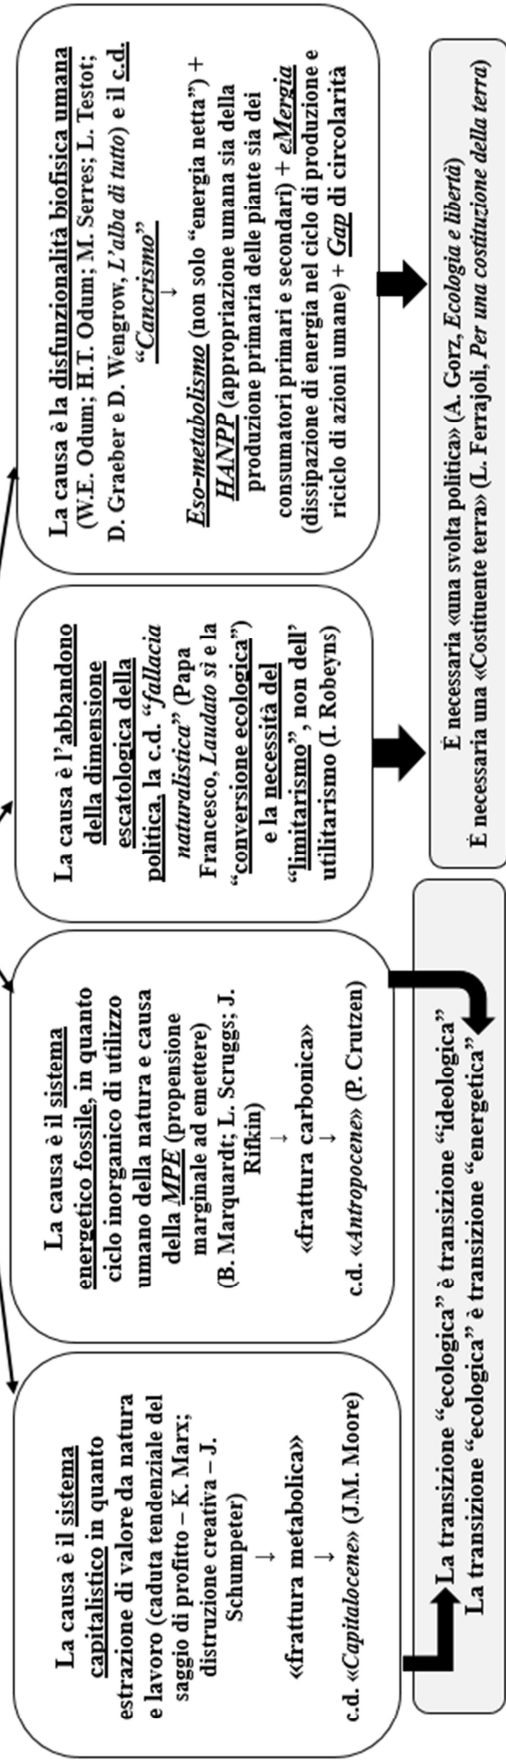 La causa è il sistema
capitalistico in quanto
estrazione di valore da natura
e lavoro (caduta tendenziale del
saggio di profitto – K. Marx;
distruzione creativa – J.
Schumpeter)
↓
«frattura metabolica»
↓
c.d. «Capitalocene» (J.M. Moore)
La causa è il sistema
energetico fossile, in quanto
ciclo inorganico di utilizzo
umano della natura e causa
della MPE (propensione
marginale ad emettere)
(B. Marquardt; L. Scruggs; J.
Rifkin)
↓
«frattura carbonica»
↓
c.d. «Antropocene» (P. Crutzen)
La causa è l’abbandono
della dimensione
escatologica della
politica, la c.d. “fallacia
naturalistica” (Papa
Francesco, Laudato sì e la
“conversione ecologica”)
e la necessità del
“limitarismo”, non dell’
utilitarismo (I. Robeyns)
La causa è la disfunzionalità biofisica umana
(W.E. Odum; H.T. Odum; M. Serres; L. Testot;
D. Graeber e D. Wengrow, L’alba di tutto) e il c.d.
“Cancrismo”
↓
Eso-metabolismo (non solo “energia netta”) +
HANPP (appropriazione umana sia della
produzione primaria delle piante sia dei
consumatori primari e secondari) + eMergia
(dissipazione di energia nel ciclo di produzione e
riciclo di azioni umane) + Gap di circolarità
La transizione “ecologica” è transizione “ideologica”
La transizione “ecologica” è transizione “energetica”
È necessaria «una svolta politica» (A. Gorz, Ecologia e libertà)
È necessaria una «Costituente terra» (L. Ferrajoli, Per una costituzione della terra)